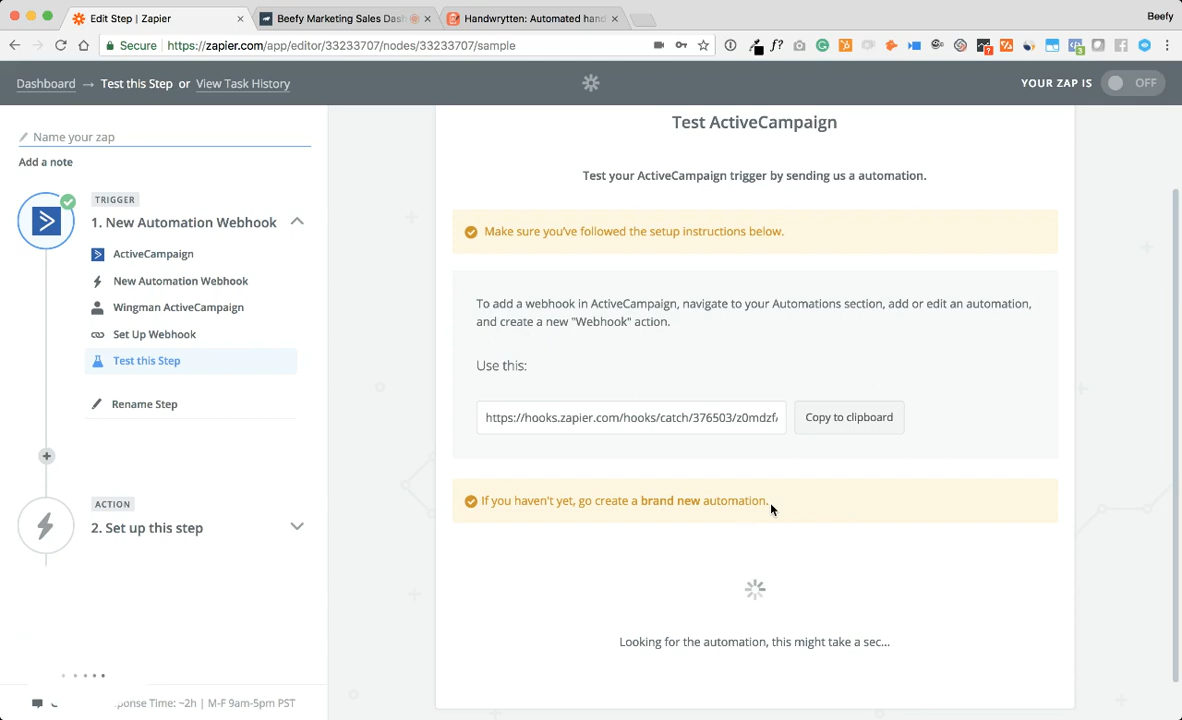 Edit Step | Zapier
Beefy Marketing Sales Dash
Handwrytten: Automated hand
Beefy
Secure
https://zapier.com/app/editor/33233707/nodes/33233707/sample
Dashboard → Test this Step or View Task History
YOUR ZAP IS OFF
Name your zap
Add a note
TRIGGER
1. New Automation Webhook
ActiveCampaign
New Automation Webhook
Wingman ActiveCampaign
Set Up Webhook
Test this Step
Rename Step
ACTION
2. Set up this step
ponse Time: ~2h | M-F 9am-5pm PST
Test ActiveCampaign
Test your ActiveCampaign trigger by sending us a automation.
Make sure you've followed the setup instructions below.
To add a webhook in ActiveCampaign, navigate to your Automations section, add or edit an automation,
and create a new "Webhook" action.
Use this:
https://hooks.zapier.com/hooks/catch/376503/z0mdzf
Copy to clipboard
If you haven't yet, go create a brand new automation.
Looking for the automation, this might take a sec...